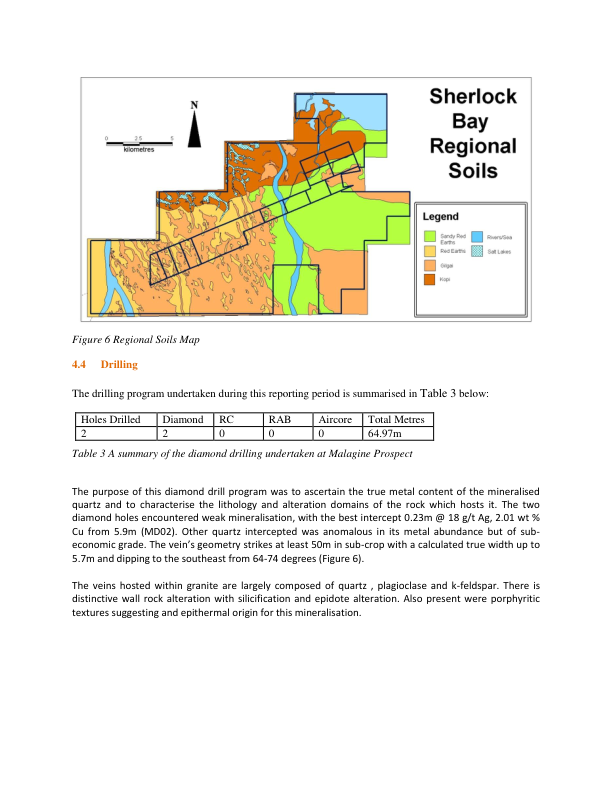 Sherlock
Bay
Regional
Soils
N
0 2.5 5
kilometres
Legend
Sandy Red
Earths
Rivers/Sea
Red Earths
Salt Lakes
Gilgai
Kopi
Figure 6 Regional Soils Map
4.4 Drilling
The drilling program undertaken during this reporting period is summarised in Table 3 below:
Holes Drilled Diamond RC RAB Aircore Total Metres
2 2 0 0 0 64.97m
Table 3 A summary of the diamond drilling undertaken at Malagine Prospect
The purpose of this diamond drill program was to ascertain the true metal content of the mineralised
quartz and to characterise the lithology and alteration domains of the rock which hosts it. The two
diamond holes encountered weak mineralisation, with the best intercept 0.23m @ 18 g/t Ag, 2.01 wt %
Cu from 5.9m (MD02). Other quartz intercepted was anomalous in its metal abundance but of sub-
economic grade. The vein’s geometry strikes at least 50m in sub-crop with a calculated true width up to
5.7m and dipping to the southeast from 64-74 degrees (Figure 6).
The veins hosted within granite are largely composed of quartz , plagioclase and k-feldspar. There is
distinctive wall rock alteration with silicification and epidote alteration. Also present were porphyritic
textures suggesting and epithermal origin for this mineralisation.